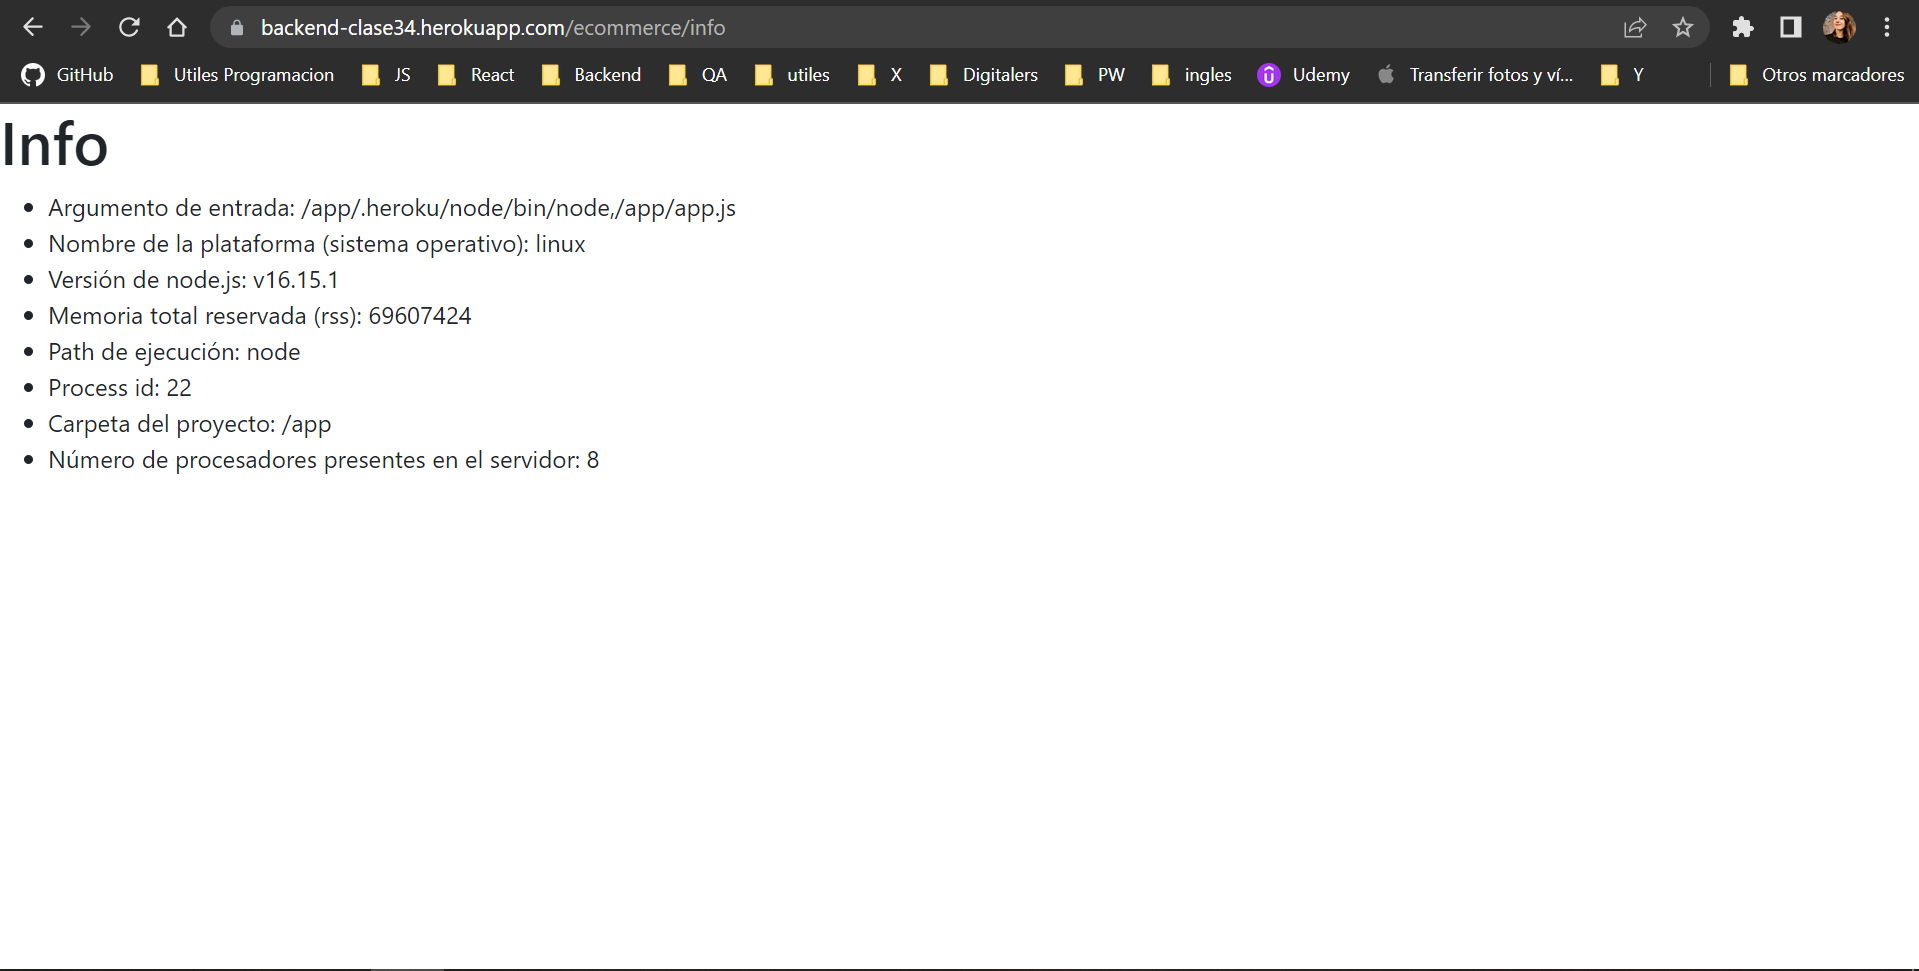 backend-clase34.herokuapp.com/ecommerce/info
GitHub Utiles Programacion JS React Backend QA utiles X Digitalers PW ingles Udemy Transferir fotos y ví... Y Otros marcadores
Info
Argumento de entrada: /app/.heroku/node/bin/node,/app/app.js
Nombre de la plataforma (sistema operativo): linux
Versión de node.js: v16.15.1
Memoria total reservada (rss): 69607424
Path de ejecución: node
Process id: 22
Carpeta del proyecto: /app
Número de procesadores presentes en el servidor: 8